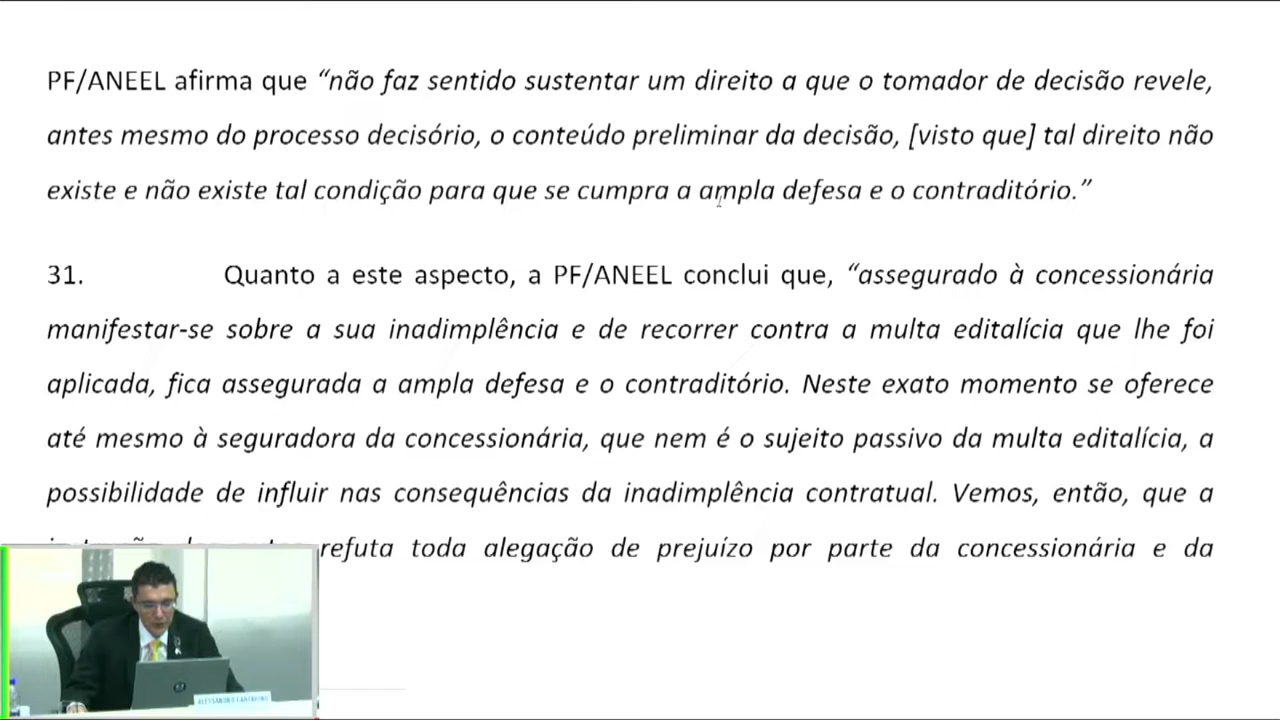 PF/ANEEL afirma que “não faz sentido sustentar um direito a que o tomador de decisão revele,
antes mesmo do processo decisório, o conteúdo preliminar da decisão, [visto que] tal direito não
existe e não existe tal condição para que se cumpra a ampla defesa e o contraditório.”
31. Quanto a este aspecto, a PF/ANEEL conclui que, “assegurado à concessionária
manifestar-se sobre a sua inadimplência e de recorrer contra a multa editalícia que lhe foi
aplicada, fica assegurada a ampla defesa e o contraditório. Neste exato momento se oferece
até mesmo à seguradora da concessionária, que nem é o sujeito passivo da multa editalícia, a
possibilidade de influir nas consequências da inadimplência contratual. Vemos, então, que a
refuta toda alegação de prejuízo por parte da concessionária e da
ALESSANDRO CANTARINO